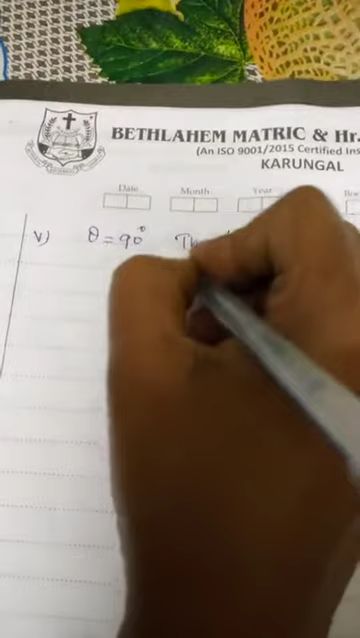 BETHLAHEM MATRIC & Hr.
(An ISO 9001/2015 Certified Ins
KARUNGAL
Date Month Year
v) θ = 90°